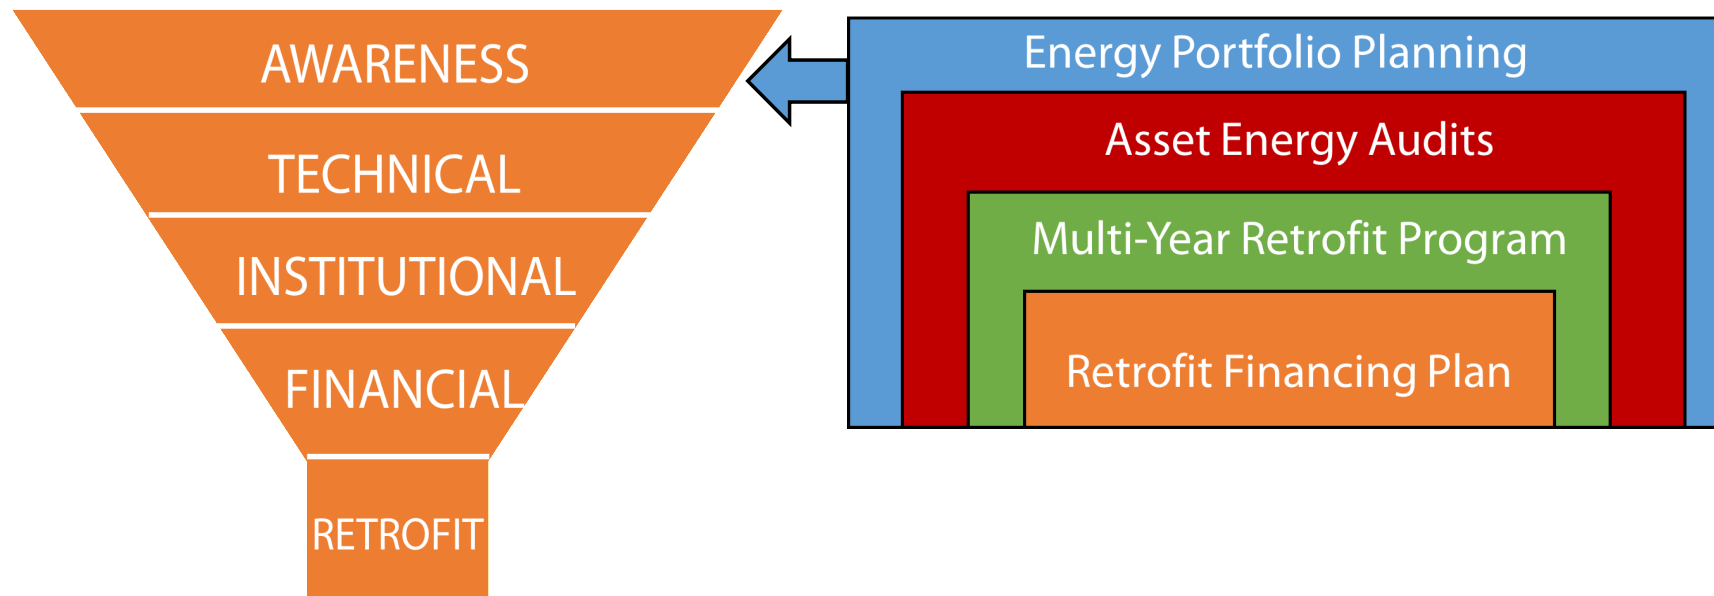 AWARENESS
TECHNICAL
INSTITUTIONAL
FINANCIAL
RETROFIT
Energy Portfolio Planning
Asset Energy Audits
Multi-Year Retrofit Program
Retrofit Financing Plan